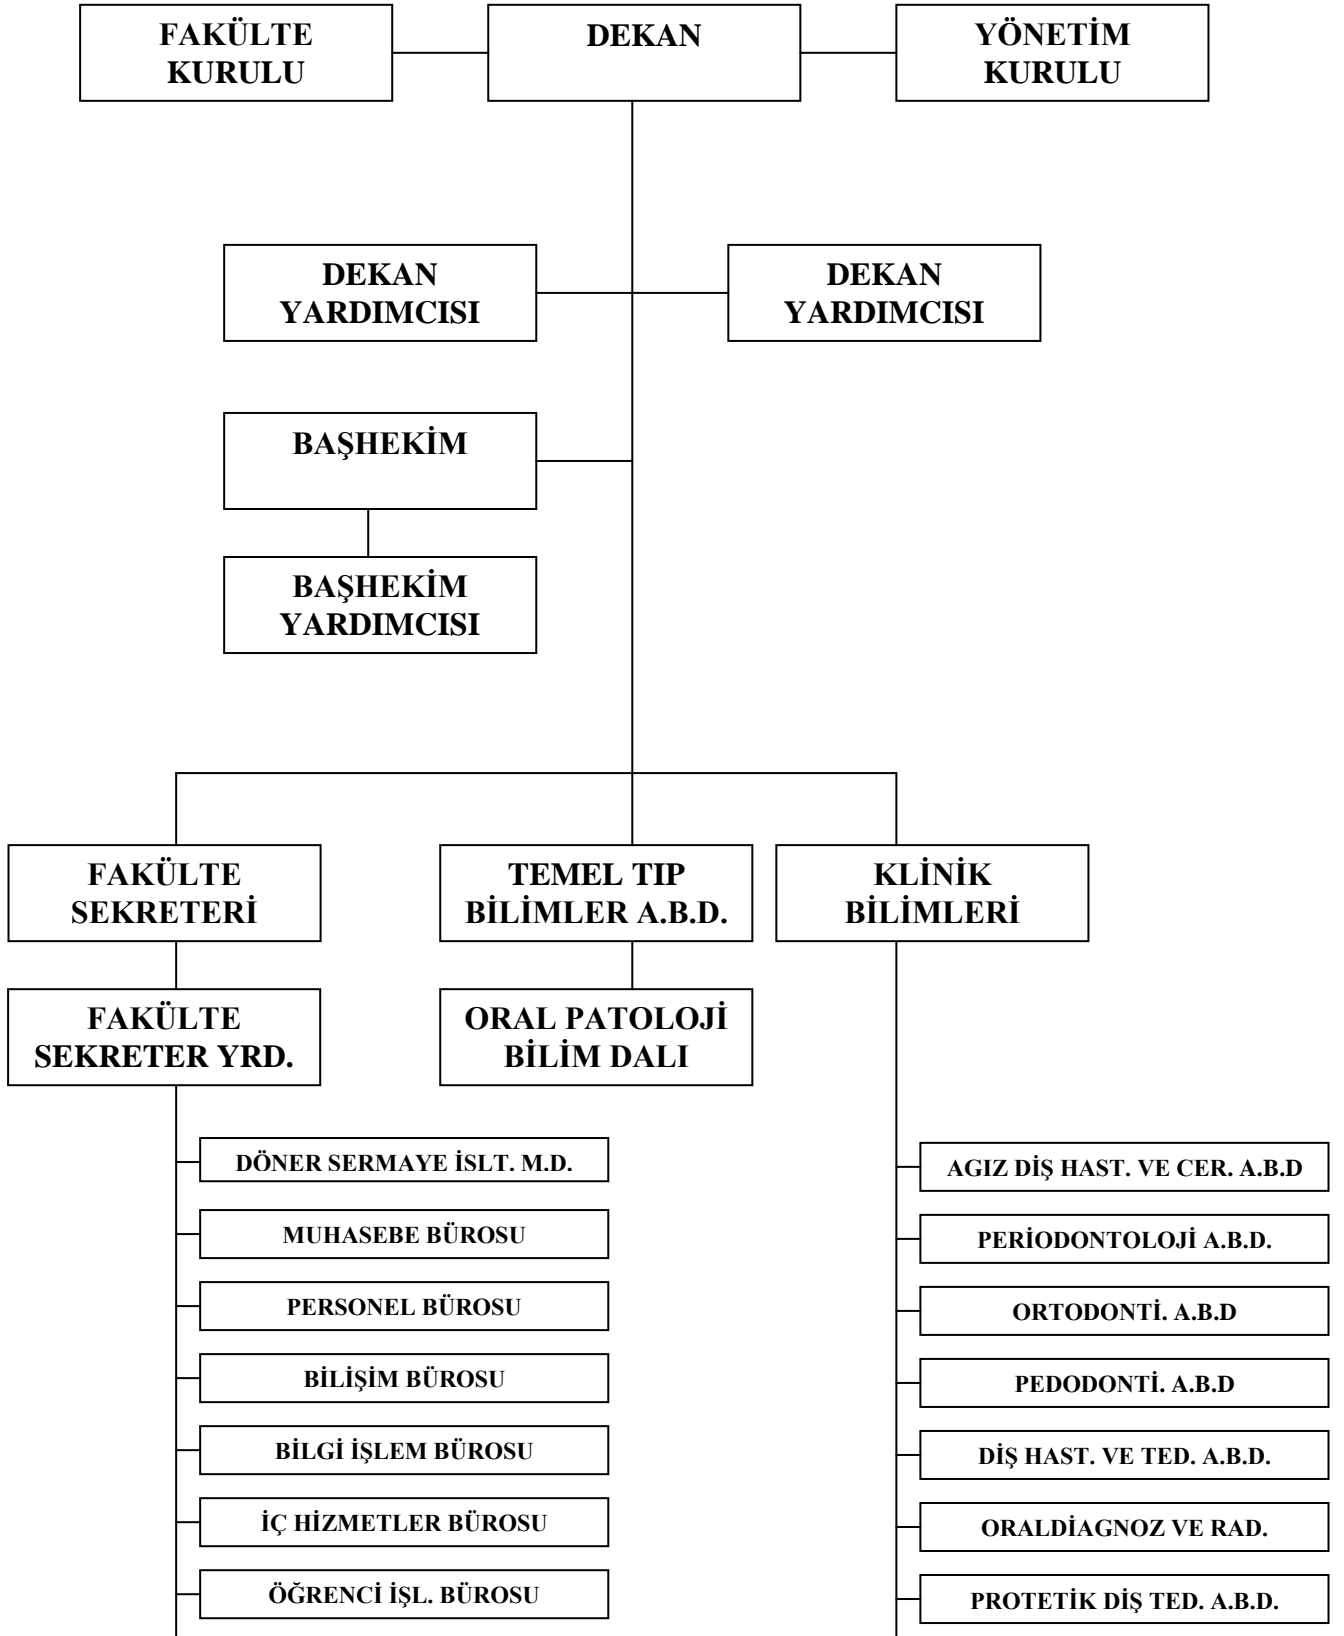 FAKÜLTE
KURULU
DEKAN
YÖNETİM
KURULU
DEKAN
YARDIMCISI
DEKAN
YARDIMCISI
BAŞHEKİM
BAŞHEKİM
YARDIMCISI
FAKÜLTE
SEKRETERİ
TEMEL TIP
BİLİMLER A.B.D.
KLİNİK
BİLİMLERİ
FAKÜLTE
SEKRETER YRD.
ORAL PATOLOJİ
BİLİM DALI
DÖNER SERMAYE İSLT. M.D.
MUHASEBE BÜROSU
PERSONEL BÜROSU
BİLİŞİM BÜROSU
BİLGİ İŞLEM BÜROSU
İÇ HİZMETLER BÜROSU
ÖĞRENCİ İŞL. BÜROSU
AGIZ DİŞ HAST. VE CER. A.B.D
PERİODONTOLOJİ A.B.D.
ORTODONTİ. A.B.D
PEDODONTİ. A.B.D
DİŞ HAST. VE TED. A.B.D.
ORALDİAGNOZ VE RAD.
PROTETİK DİŞ TED. A.B.D.